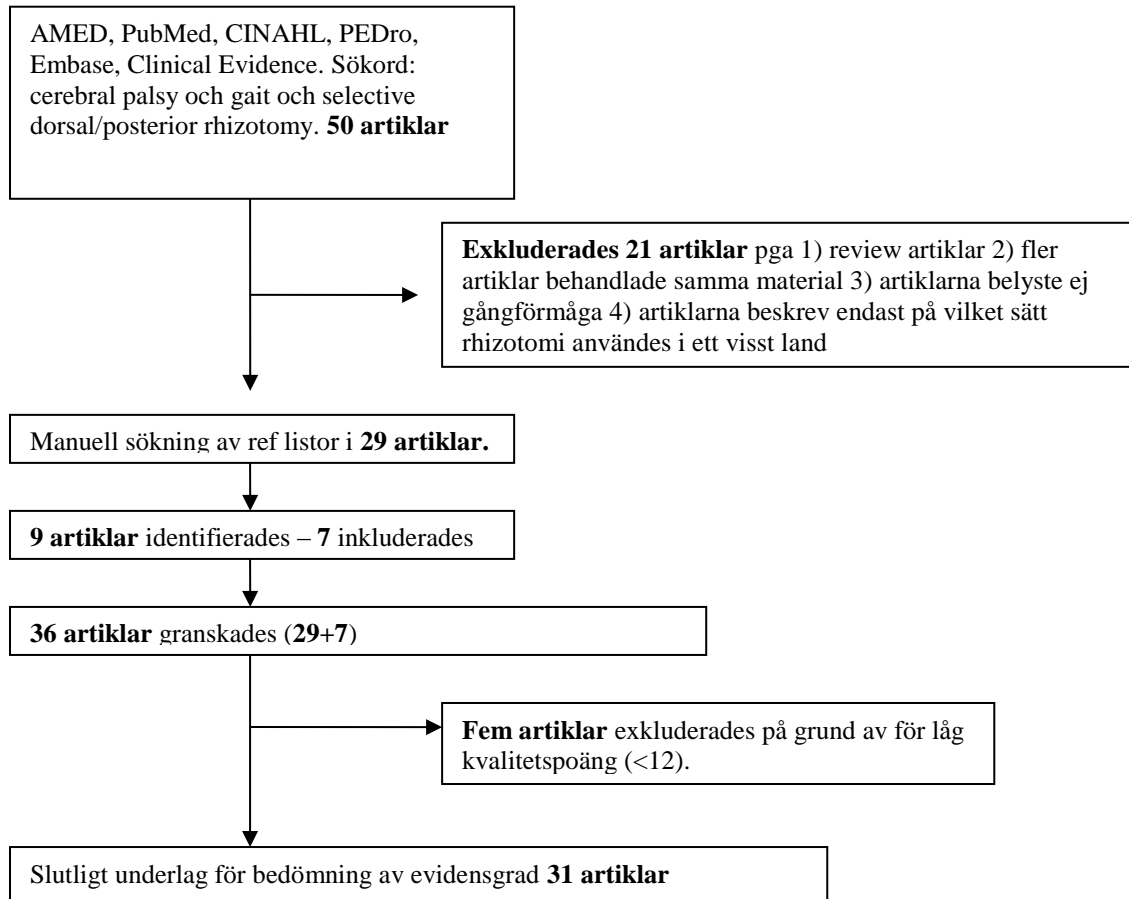 AMED, PubMed, CINAHL, PEDro,
Embase, Clinical Evidence. Sökord:
cerebral palsy och gait och selective
dorsal/posterior rhizotomy. 50 artiklar
Exkluderades 21 artiklar pga 1) review artiklar 2) fler
artiklar behandlade samma material 3) artiklarna belyste ej
gångförmåga 4) artiklarna beskrev endast på vilket sätt
rhizotomi användes i ett visst land
Manuell sökning av ref listor i 29 artiklar.
9 artiklar identifierades – 7 inkluderades
36 artiklar granskades (29+7)
Fem artiklar exkluderades på grund av för låg
kvalitetspoäng (<12).
Slutligt underlag för bedömning av evidensgrad 31 artiklar